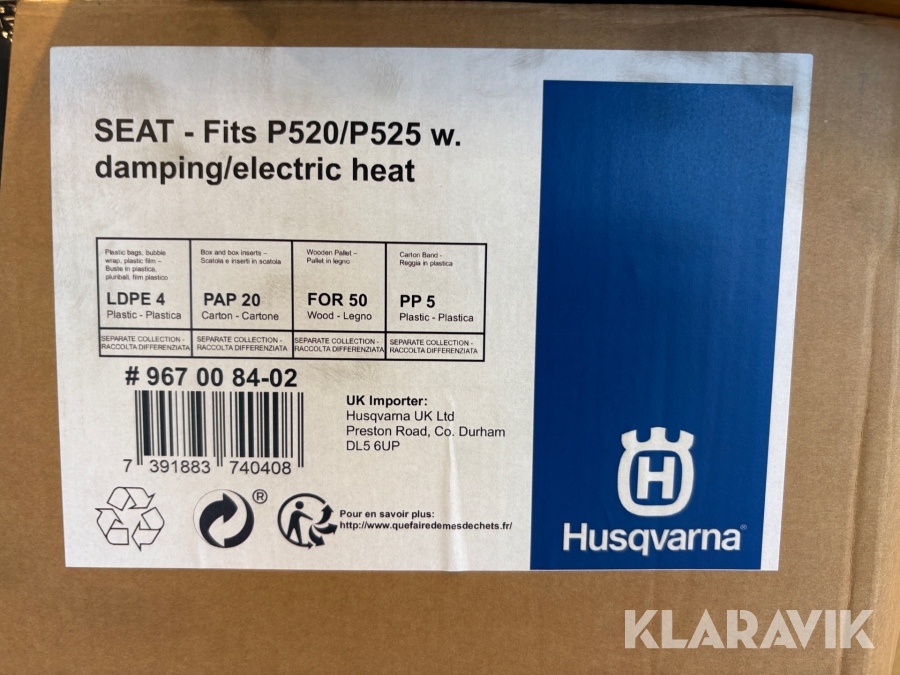 SEAT - Fits P520/P525 w.
damping/electric heat
Plastic bags, bubble
wrap, plastic film –
Buste in plastica,
pluriball, film plastico
LDPE 4
Plastic - Plastica
SEPARATE COLLECTION -
RACCOLTA DIFFERENZIATA
Box and box inserts –
Scatola e inserti in scatola
PAP 20
Carton - Cartone
SEPARATE COLLECTION -
RACCOLTA DIFFERENZIATA
Wooden Pallet –
Pallet in legno
FOR 50
Wood - Legno
SEPARATE COLLECTION -
RACCOLTA DIFFERENZIATA
Carton Band -
Reggia in plastica
PP 5
Plastic - Plastica
SEPARATE COLLECTION -
RACCOLTA DIFFERENZIATA
# 967 00 84-02
7 391883 740408
UK Importer:
Husqvarna UK Ltd
Preston Road, Co. Durham
DL5 6UP
®
Pour en savoir plus:
http://www.quefairedemesdechets.fr/
H
Husqvarna®
KLARAVIK